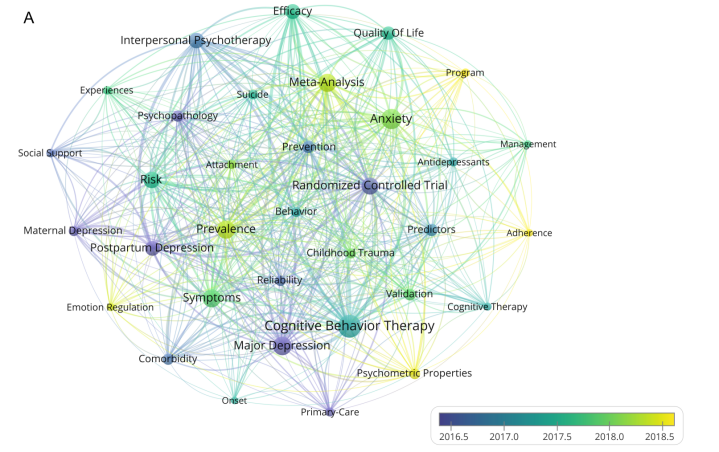 A
Efficacy
Interpersonal Psychotherapy
Quality Of Life
Program
Meta-Analysis
Experiences
Suicide
Psychopathology
Anxiety
Management
Prevention
Social Support
Attachment
Antidepressants
Risk
Randomized Controlled Trial
Behavior
Maternal Depression
Prevalence
Predictors
Adherence
Postpartum Depression
Childhood Trauma
Reliability
Symptoms
Validation
Emotion Regulation
Cognitive Therapy
Cognitive Behavior Therapy
Major Depression
Comorbidity
Psychometric Properties
Onset
Primary-Care
2016.5 2017.0 2017.5 2018.0 2018.5